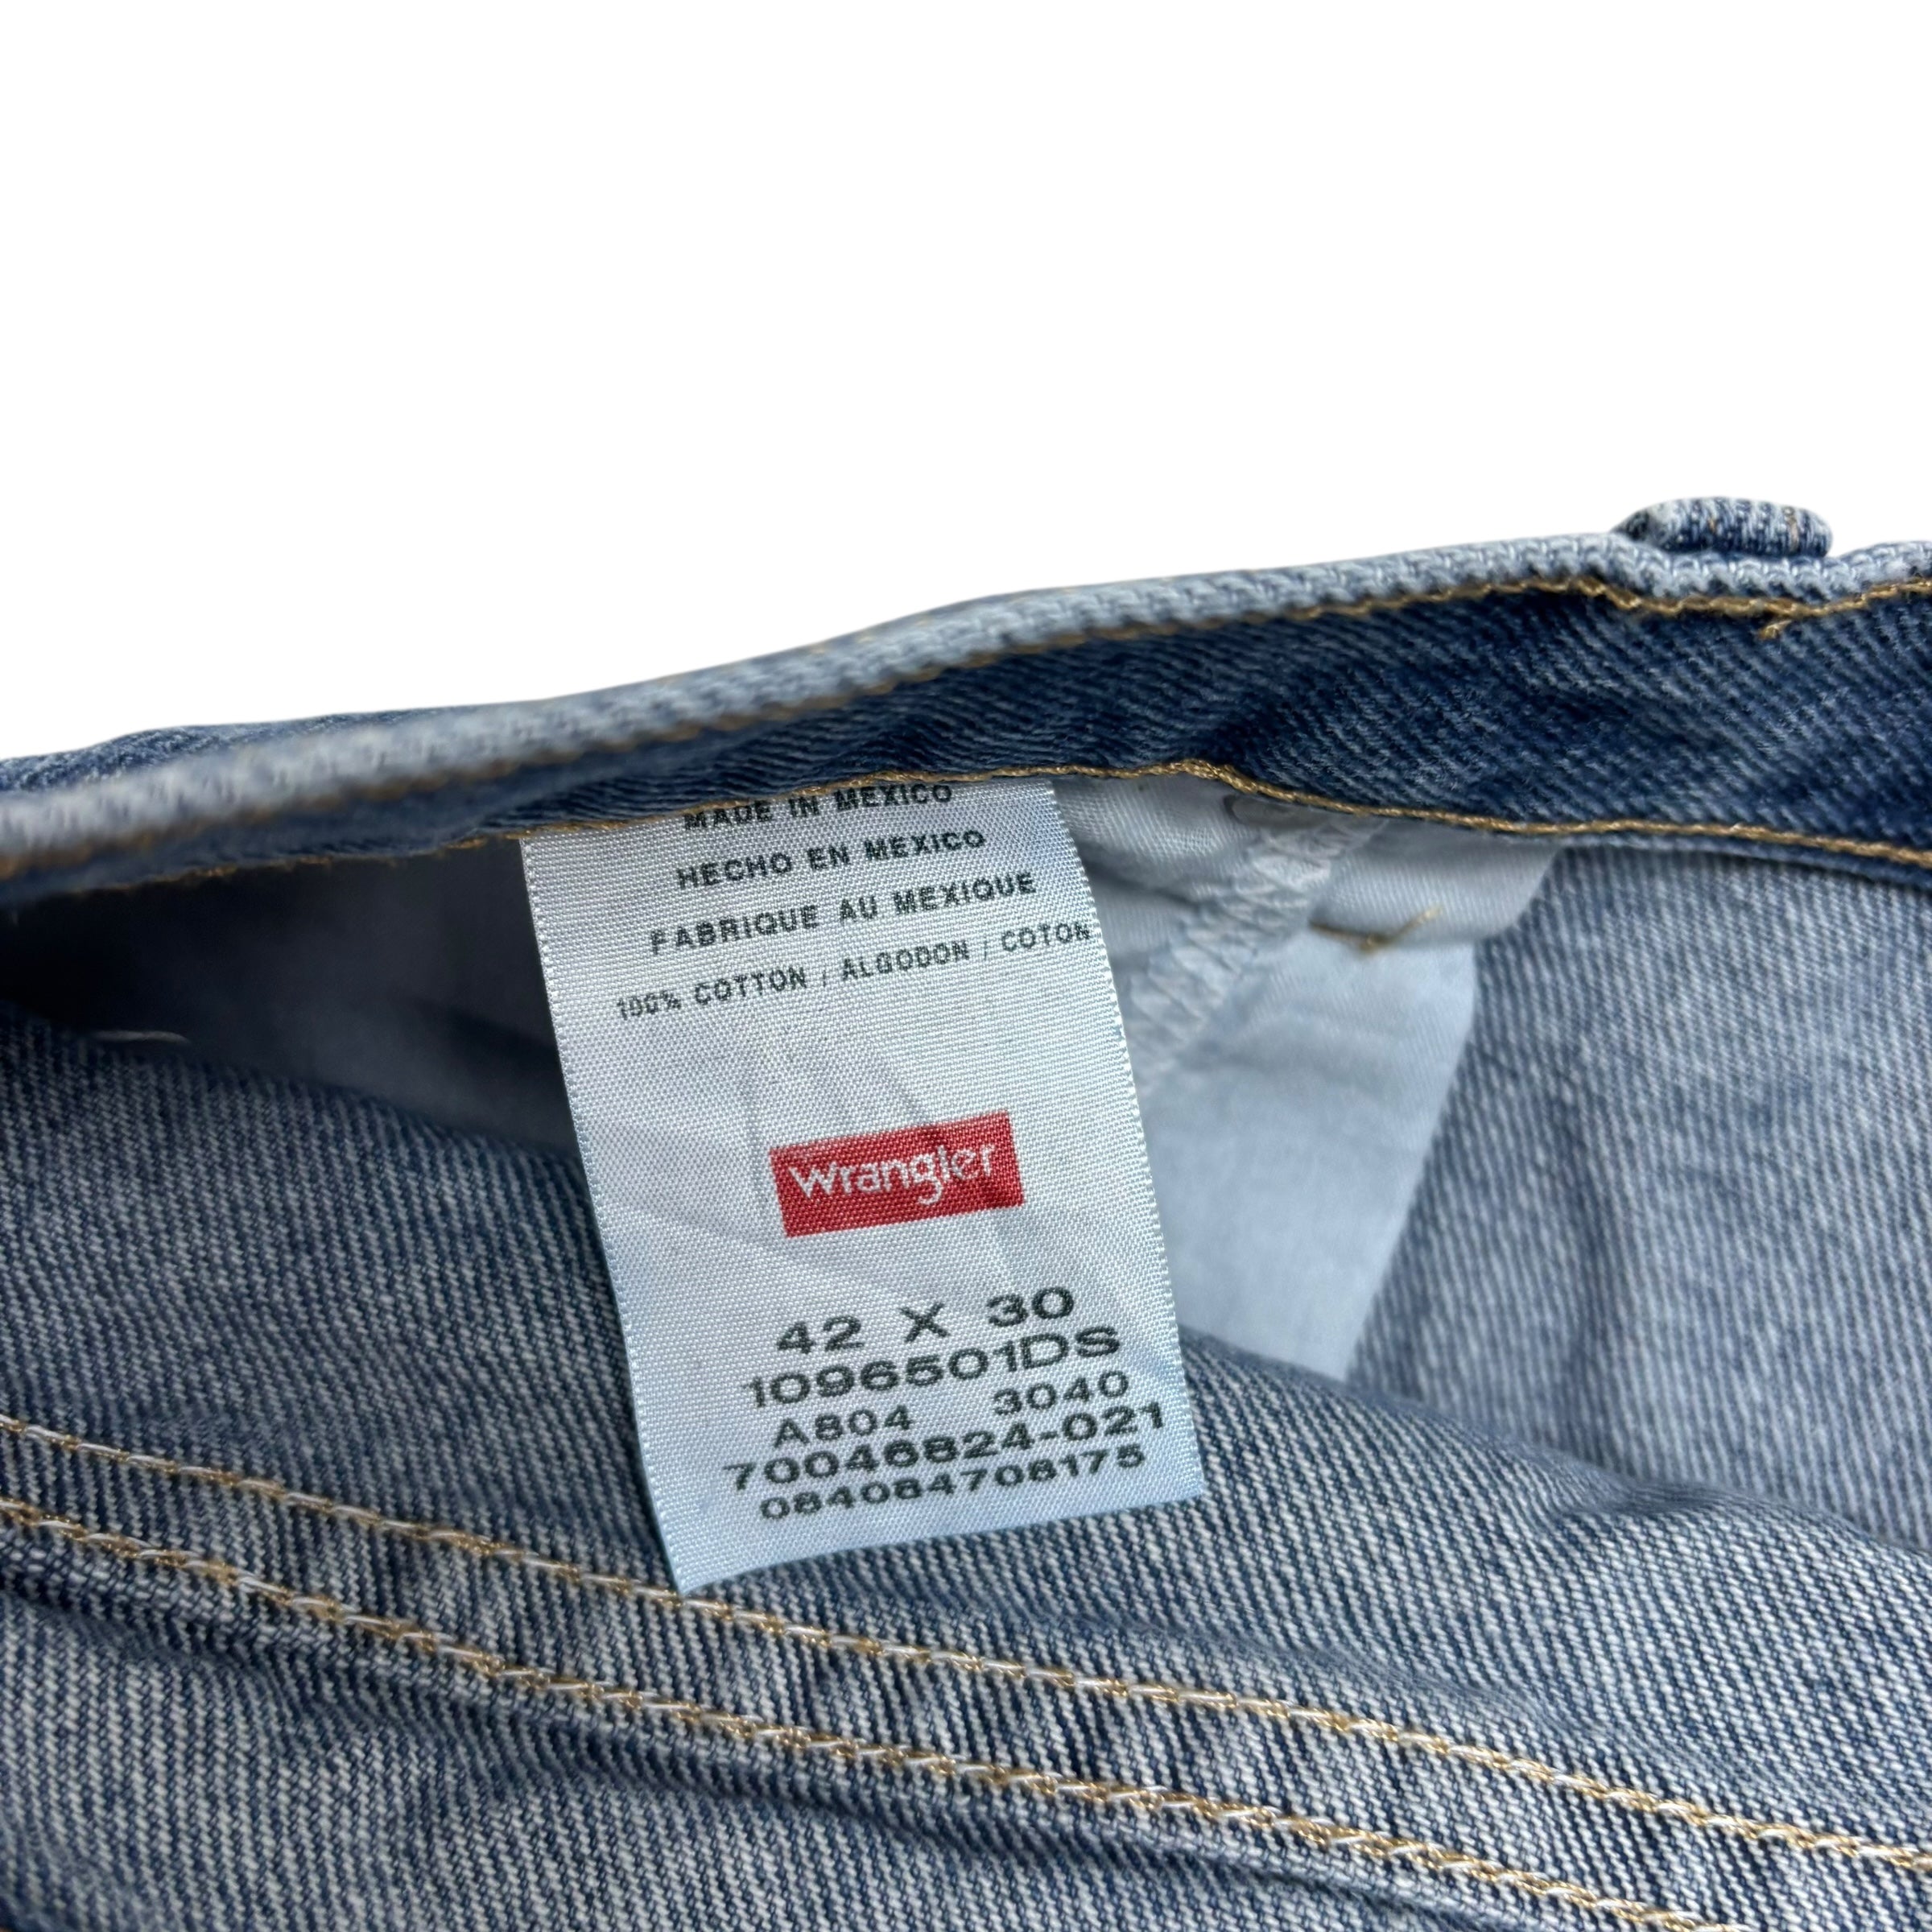 MADE IN MEXICO
HECHO EN MEXICO
FABRIQUE AU MEXIQUE
100% COTTON / ALGODON / COTON
Wrangler
42 X 30
1096501DS
A804 3040
70046824-021
084084708175